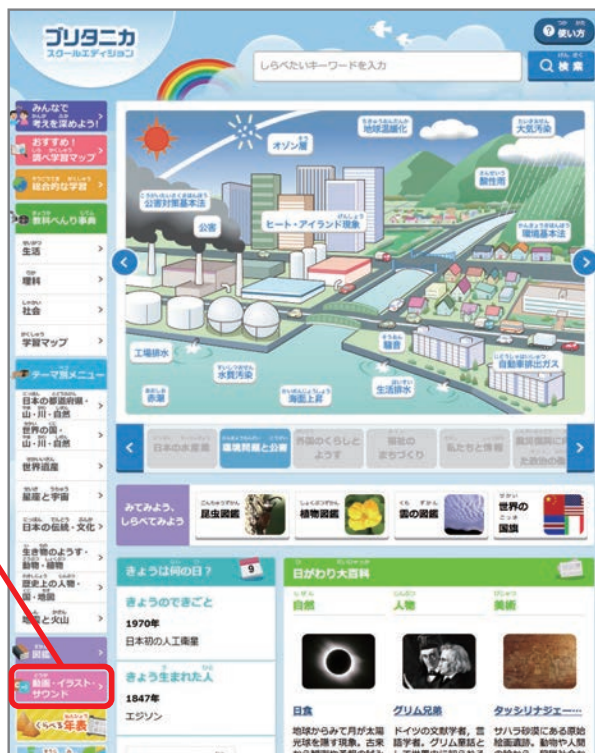 ブリタニカ
スクールエディション
しらべたいキーワードを入力
使い方
検索
みんなで
考えを深めよう!
おすすめ!
調べ学習マップ
総合的な学習
教科べんり事典
生活
理科
社会
学習マップ
テーマ別メニュー
日本の都道府県・
山・川・自然
世界の国・
山・川・自然
世界遺産
星座と宇宙
日本の伝統・文化
生き物のようす・
動物・植物
歴史上の人物・
国・地図
地震と火山
図鑑
動画・イラスト・
サウンド
くらべる年表
オゾン層
地球温暖化
大気汚染
酸性雨
公害対策基本法
公害
ヒート・アイランド現象
環境基本法
工場排水
水質汚染
騒音
自動車排出ガス
赤潮
海面上昇
生活排水
日本の水産業
環境問題と公害
外国のくらしと
ようす
福祉の
まちづくり
私たちと情報
みてみよう、
しらべてみよう
昆虫図鑑
植物図鑑
雲の図鑑
世界の
国旗
きょうは何の日?
9
きょうのできごと
1970年
日本初の人工衛星
きょう生まれた人
1847年
エジソン
日がわり大百科
自然
人物
美術
日食
グリム兄弟
タッシリナジェー…
地球からみて月が太陽
光球を隠す現象。古来
ドイツの文献学者,言
語学者。グリム童話と
サハラ砂漠にある原始
絵画遺跡。動物や人間